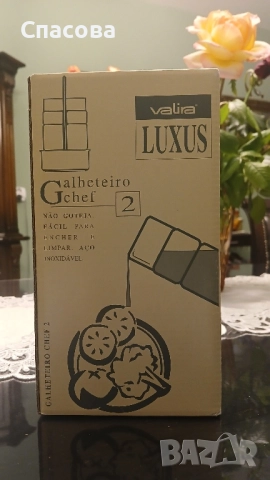 Спасова
valira
LUXUS
Galheteiro
chef 2
NÃO GOTEJA,
FÁCIL PARA
ENCHER E
LIMPAR. AÇO
INOXIDÁVEL
GALHETEIRO CHEF 2
BAZAR